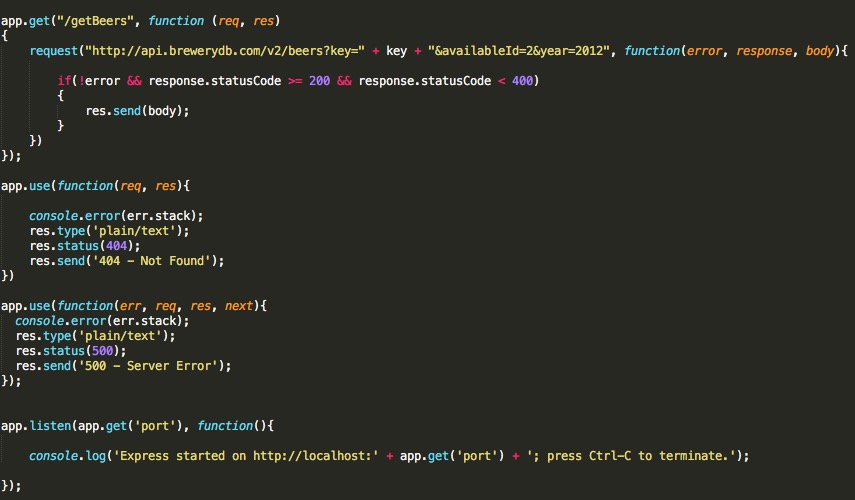 app.get("/getBeers", function (req, res)
{
    request("http://api.brewerydb.com/v2/beers?key=" + key + "&availableId=2&year=2012", function(error, response, body){
        if(!error && response.statusCode >= 200 && response.statusCode < 400)
        {
            res.send(body);
        }
    })
});
app.use(function(req, res){
    console.error(err.stack);
    res.type('plain/text');
    res.status(404);
    res.send('404 - Not Found');
})
app.use(function(err, req, res, next){
  console.error(err.stack);
  res.type('plain/text');
  res.status(500);
  res.send('500 - Server Error');
});
app.listen(app.get('port'), function(){
    console.log('Express started on http://localhost:' + app.get('port') + '; press Ctrl-C to terminate.');
});